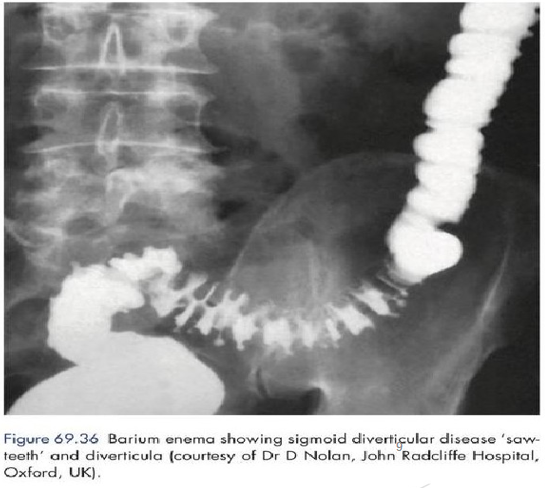 Figure 69.36 Barium enema showing sigmoid diverticular disease ‘saw-
teeth’ and diverticula (courtesy of Dr D Nolan, John Radcliffe Hospital,
Oxford, UK).